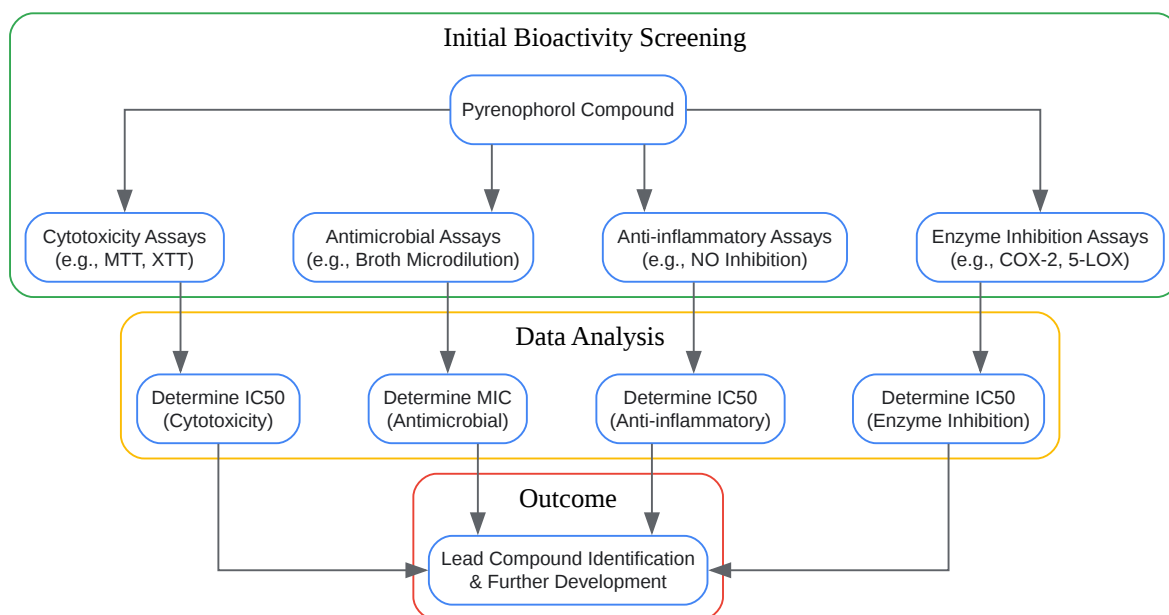 Initial Bioactivity Screening
Pyrenophorol Compound
Cytotoxicity Assays
(e.g., MTT, XTT)
Antimicrobial Assays
(e.g., Broth Microdilution)
Anti-inflammatory Assays
(e.g., NO Inhibition)
Enzyme Inhibition Assays
(e.g., COX-2, 5-LOX)
Data Analysis
Determine IC50
(Cytotoxicity)
Determine MIC
(Antimicrobial)
Determine IC50
(Anti-inflammatory)
Determine IC50
(Enzyme Inhibition)
Outcome
Lead Compound Identification
& Further Development